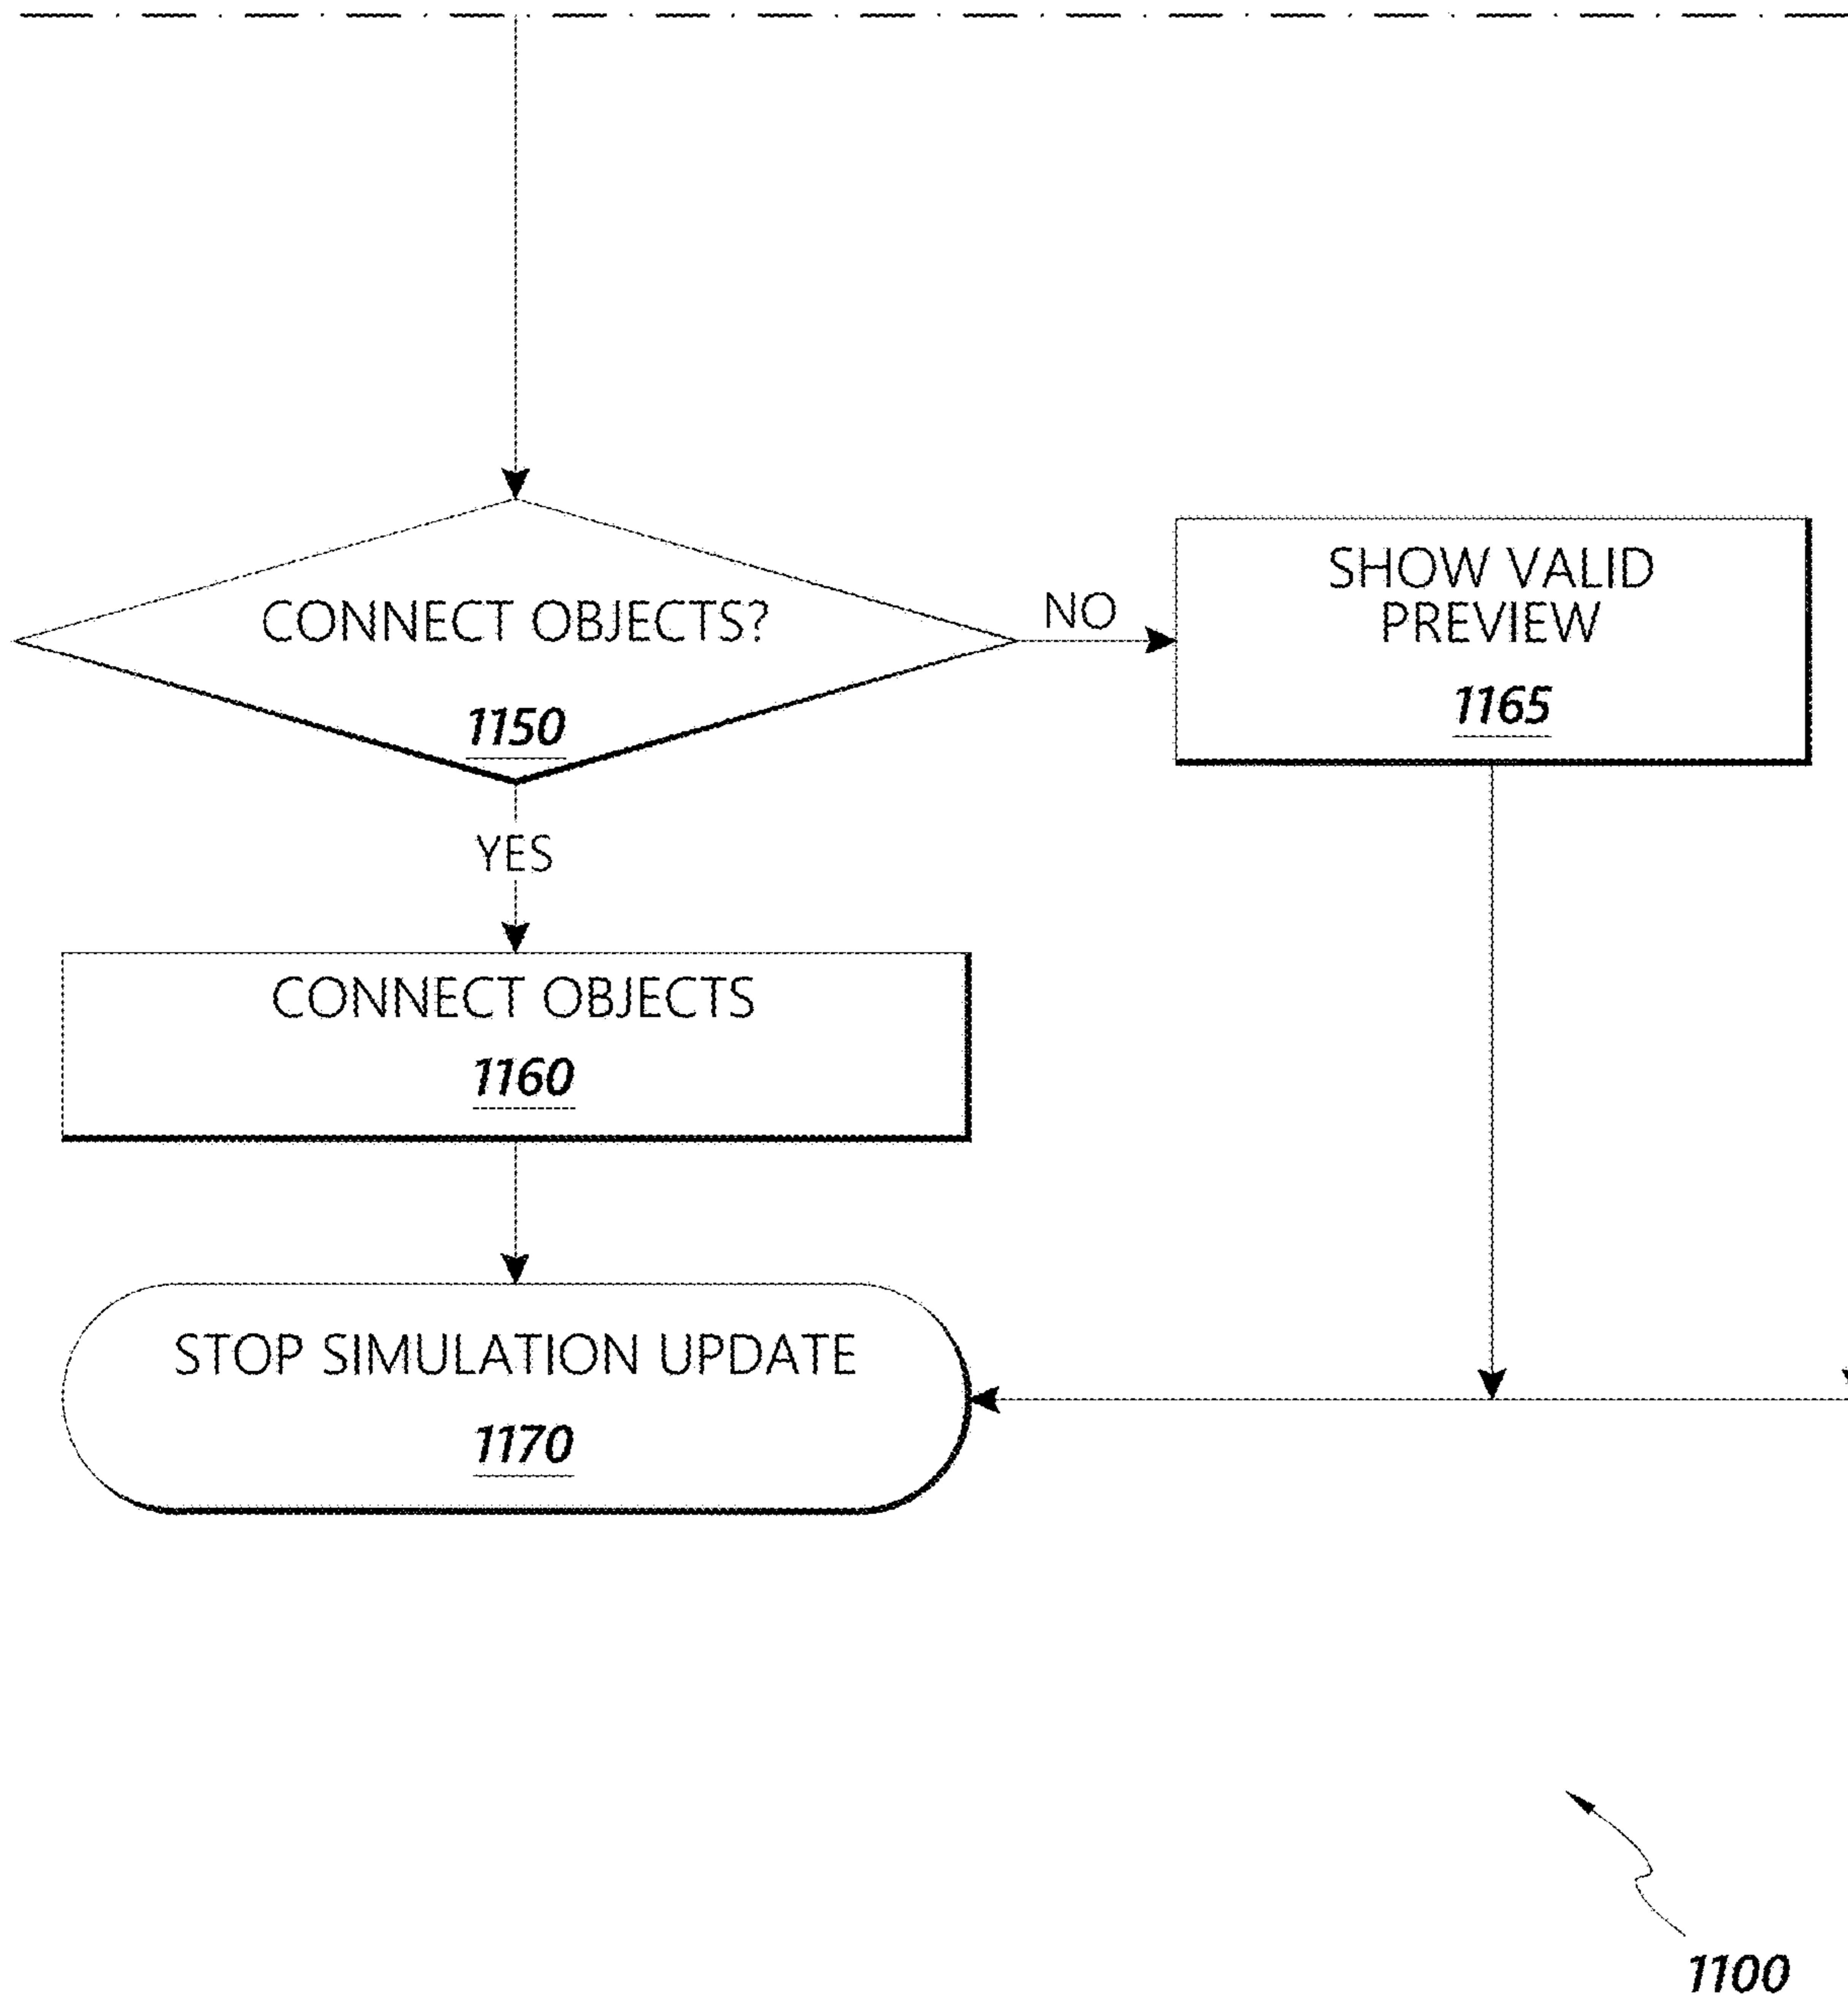 CONNECT OBJECTS?
1150
NO
SHOW VALID
PREVIEW
1165
YES
CONNECT OBJECTS
1160
STOP SIMULATION UPDATE
1170
1100